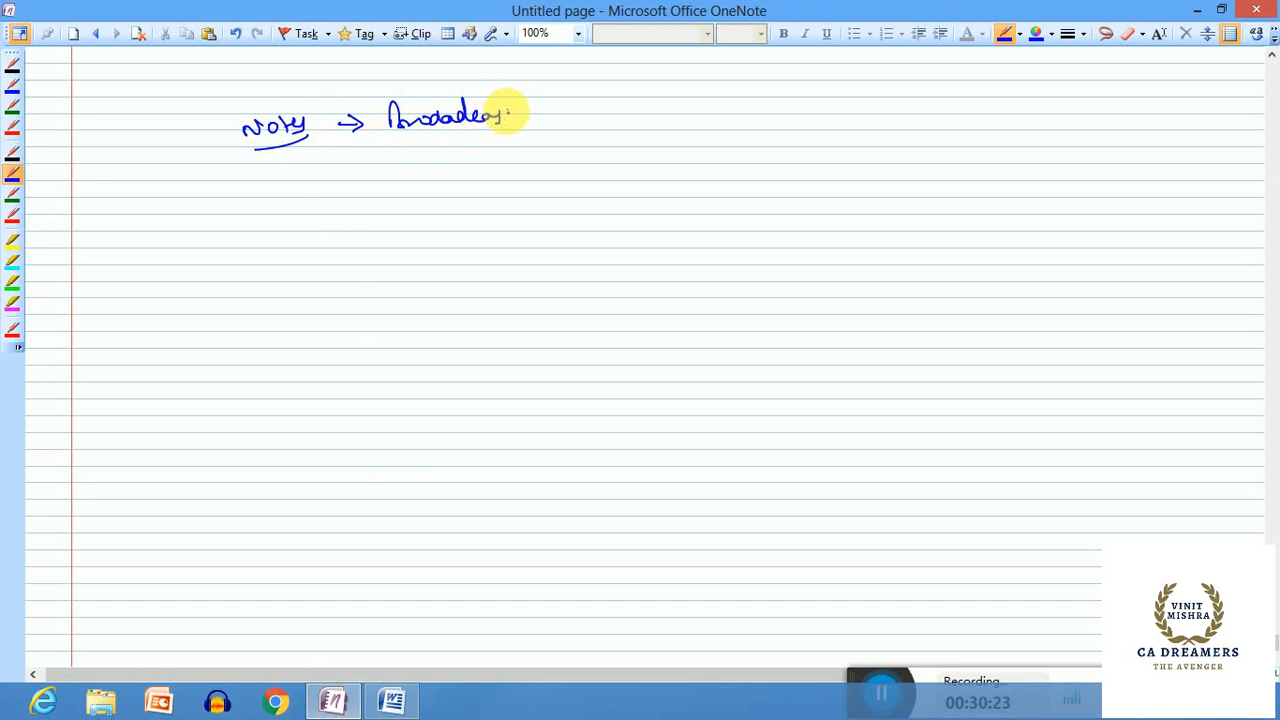 Untitled page - Microsoft Office OneNote
Task Tag Clip 100% B I U
Notes →
VINIT
MISHRA
CA DREAMERS
THE AVENGER
Recording...
00:30:23